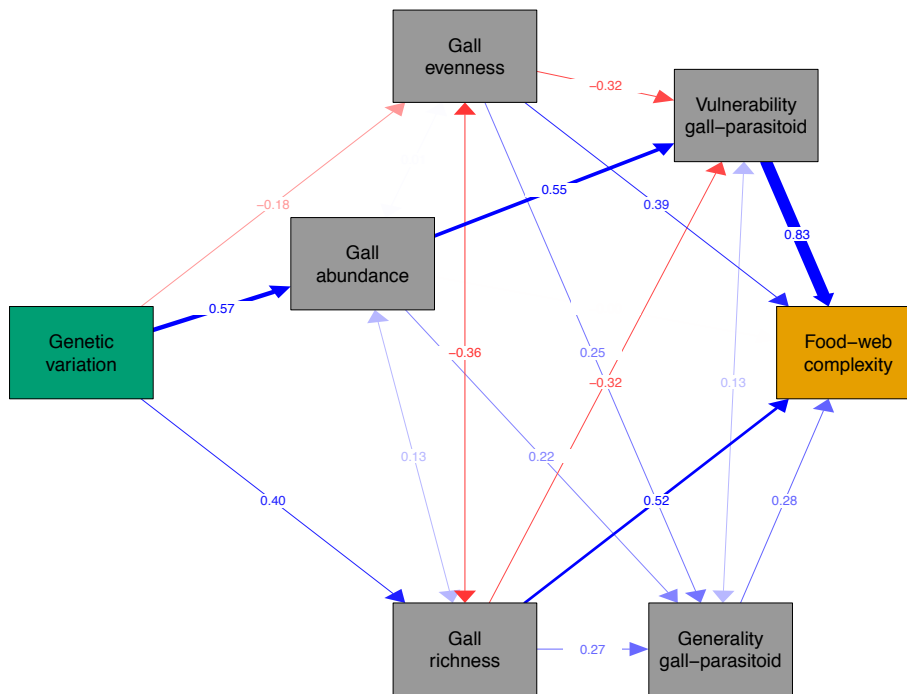 Gall
evenness
−0.32
Vulnerability
gall−parasitoid
−0.18
0.55
0.39
0.83
Gall
abundance
0.57
Genetic
variation
−0.36
0.25
−0.32
0.13
Food−web
complexity
0.13
0.22
0.40
0.52
0.28
Gall
richness
0.27
Generality
gall−parasitoid